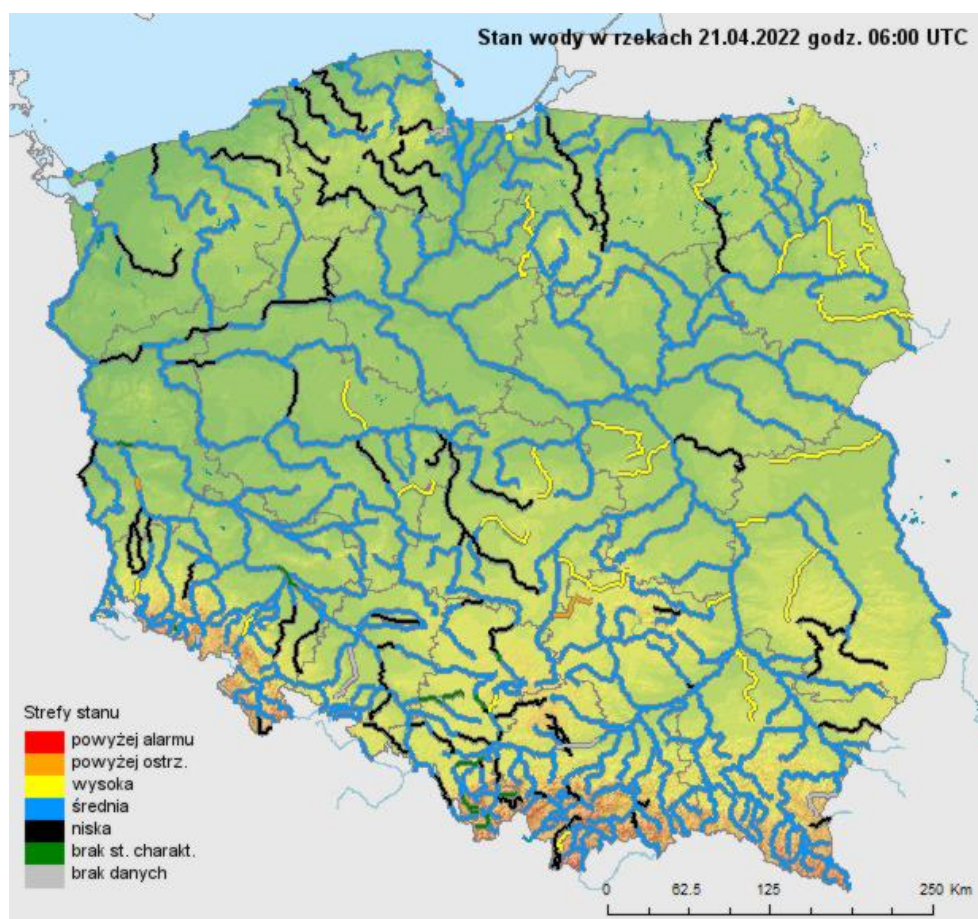 Stan wody w rzekach 21.04.2022 godz. 06:00 UTC
Strefy stanu
powyżej alarmu
powyżej ostrz.
wysoka
średnia
niska
brak st. charakt.
brak danych
0 62.5 125 250 Km